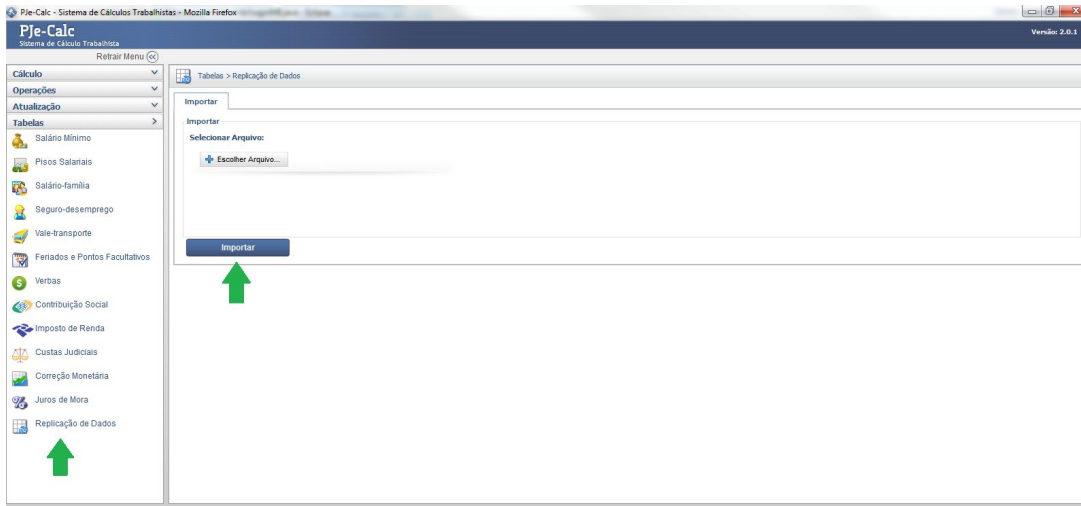 PJe-Calc - Sistema de Cálculos Trabalhistas - Mozilla Firefox
PJe-Calc
Sistema de Cálculo Trabalhista
Versão: 2.0.1
Retrair Menu
Cálculo
Operações
Atualização
Tabelas
Salário Mínimo
Pisos Salariais
Salário-família
Seguro-desemprego
Vale-transporte
Feriados e Pontos Facultativos
Verbas
Contribuição Social
Imposto de Renda
Custas Judiciais
Correção Monetária
Juros de Mora
Replicação de Dados
Tabelas > Replicação de Dados
Importar
Importar
Selecionar Arquivo:
Escolher Arquivo...
Importar